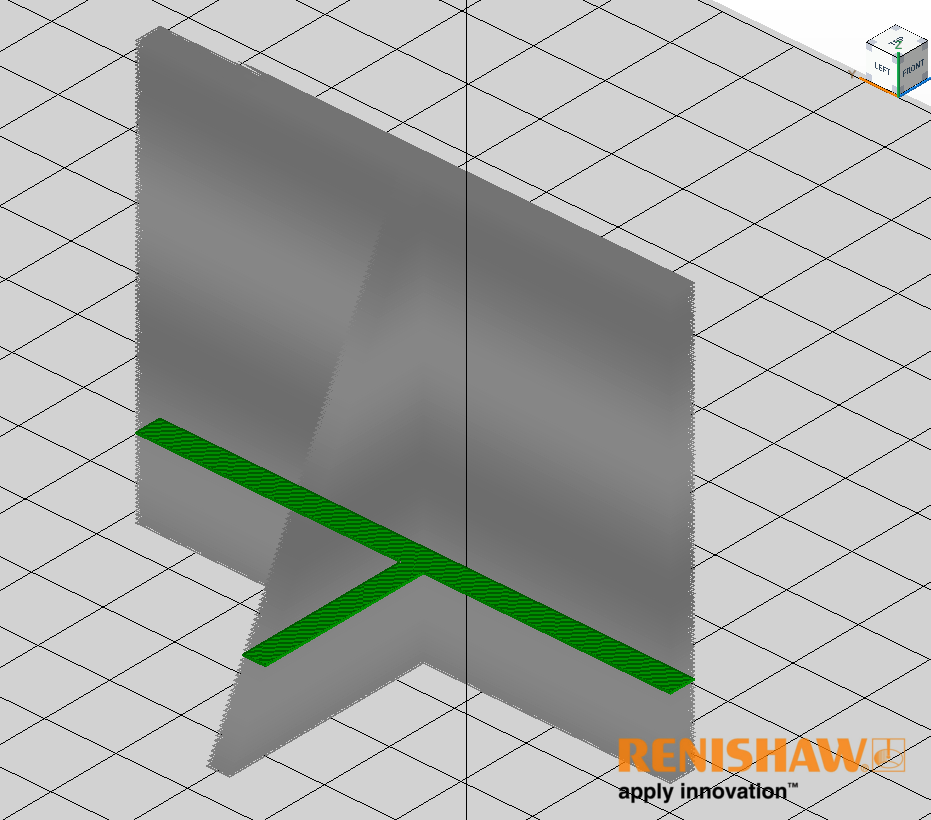 Z
LEFT
FRONT
Y
RENISHAW
apply innovation™